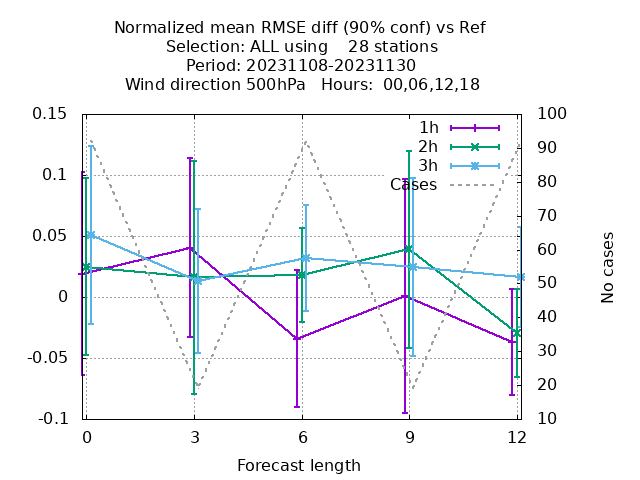 Normalized mean RMSE diff (90% conf) vs Ref
Selection: ALL using    28 stations
Period: 20231108-20231130
Wind direction 500hPa   Hours:  00,06,12,18
0.15
0.1
0.05
0
-0.05
-0.1
100
90
80
70
60
50
40
30
20
10
No cases
1h
2h
3h
Cases
0
3
6
9
12
Forecast length